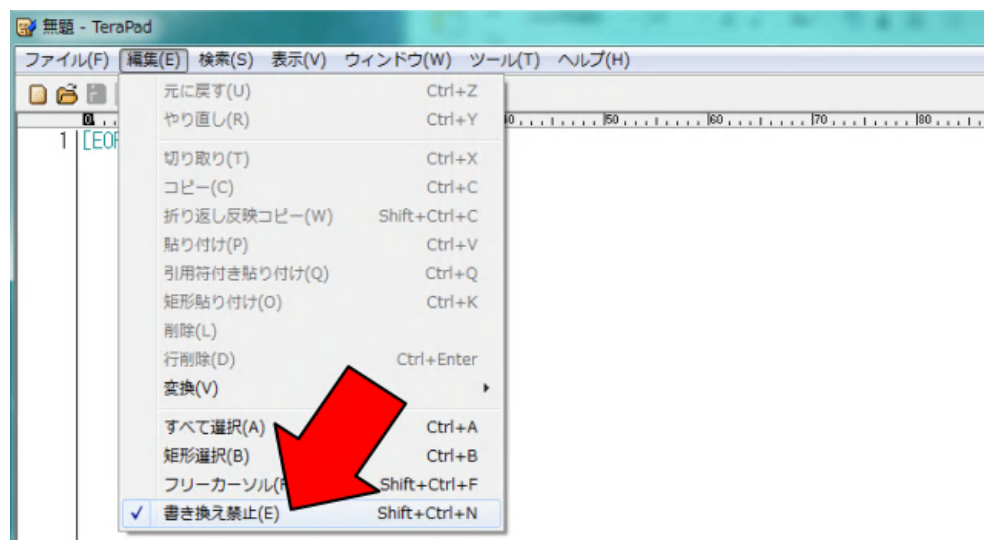 無題 - TeraPad
ファイル(F) 編集(E) 検索(S) 表示(V) ウィンドウ(W) ツール(T) ヘルプ(H)
元に戻す(U) Ctrl+Z
やり直し(R) Ctrl+Y
0 50 60 70 80
1 [EOF
切り取り(T) Ctrl+X
コピー(C) Ctrl+C
折り返し反映コピー(W) Shift+Ctrl+C
貼り付け(P) Ctrl+V
引用符付き貼り付け(Q) Ctrl+Q
矩形貼り付け(O) Ctrl+K
削除(L)
行削除(D) Ctrl+Enter
変換(V)
すべて選択(A) Ctrl+A
矩形選択(B) Ctrl+B
フリーカーソル( Shift+Ctrl+F
書き換え禁止(E) Shift+Ctrl+N